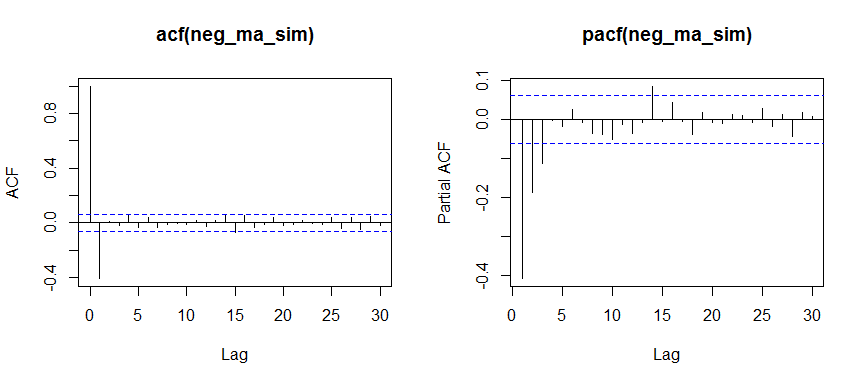 acf(neg_ma_sim)
ACF
0.8
0.4
0.0
-0.4
0 5 10 15 20 25 30
Lag
pacf(neg_ma_sim)
Partial ACF
0.1
0.0
-0.2
-0.4
0 5 10 15 20 25 30
Lag